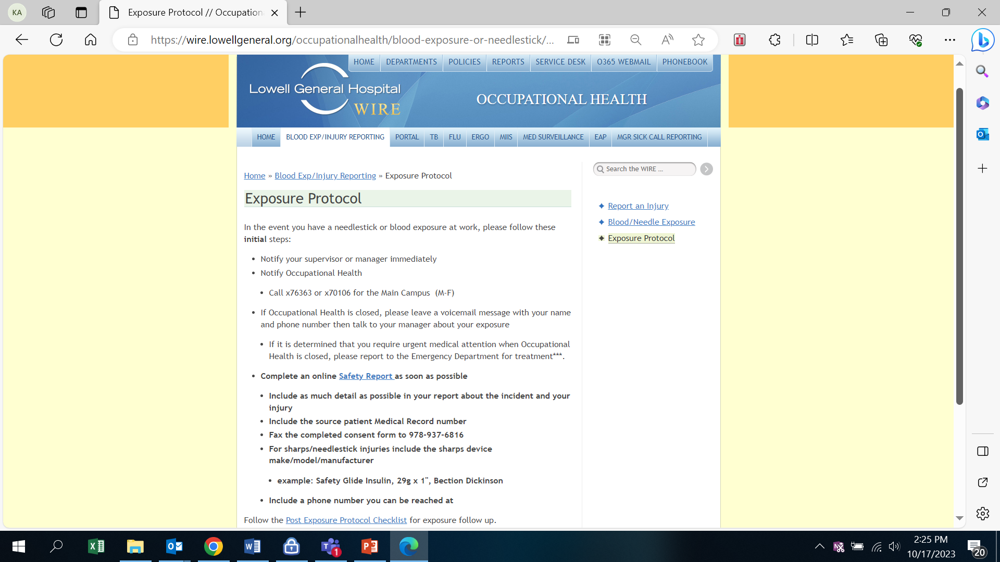 KA
Exposure Protocol // Occupation
https://wire.lowellgeneral.org/occupationalhealth/blood-exposure-or-needlestick/...
HOME DEPARTMENTS POLICIES REPORTS SERVICE DESK O365 WEBMAIL PHONEBOOK
Lowell General Hospital
WIRE
OCCUPATIONAL HEALTH
HOME BLOOD EXP/INJURY REPORTING PORTAL TB FLU ERGO MIIS MED SURVEILLANCE EAP MGR SICK CALL REPORTING
Search the WIRE ...
Home » Blood Exp/Injury Reporting » Exposure Protocol
Exposure Protocol
In the event you have a needlestick or blood exposure at work, please follow these
initial steps:
• Notify your supervisor or manager immediately
• Notify Occupational Health
• Call x76363 or x70106 for the Main Campus (M-F)
• If Occupational Health is closed, please leave a voicemail message with your name
and phone number then talk to your manager about your exposure
• If it is determined that you require urgent medical attention when Occupational
Health is closed, please report to the Emergency Department for treatment***.
• Complete an online Safety Report as soon as possible
• Include as much detail as possible in your report about the incident and your
injury
• Include the source patient Medical Record number
• Fax the completed consent form to 978-937-6816
• For sharps/needlestick injuries include the sharps device
make/model/manufacturer
• example: Safety Glide Insulin, 29g x 1", Bection Dickinson
• Include a phone number you can be reached at
Follow the Post Exposure Protocol Checklist for exposure follow up.
Report an Injury
Blood/Needle Exposure
Exposure Protocol
1
2:25 PM
10/17/2023
20